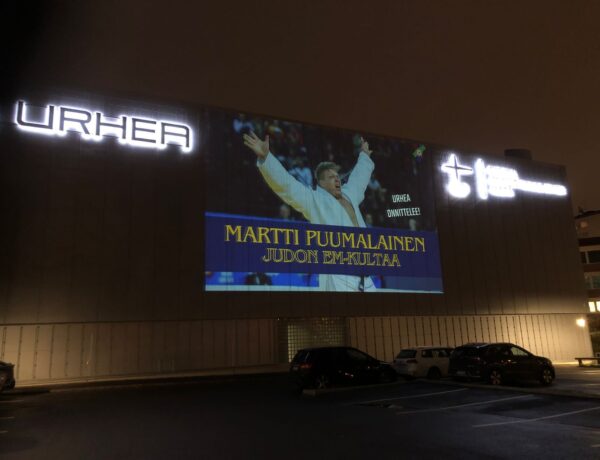 URHEA
URHEA
ONNITTELEE!
MARTTI PUUMALAINEN
JUDON EM-KULTAA